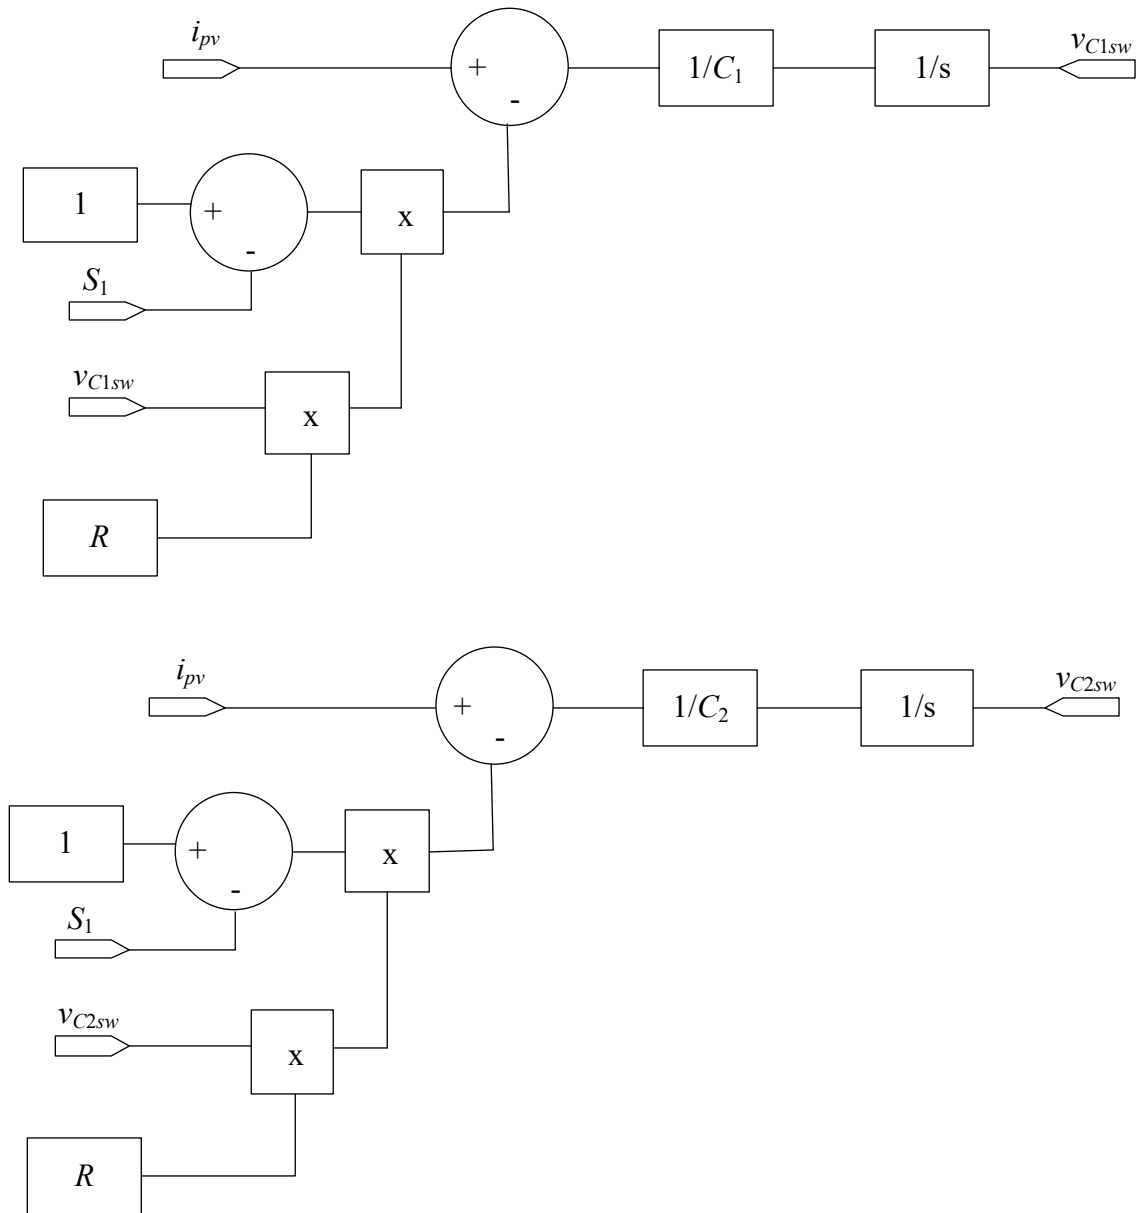 i_pv
+
-
1/C_1
1/s
v_C1sw
1
+
-
x
S_1
v_C1sw
x
R
i_pv
+
-
1/C_2
1/s
v_C2sw
1
+
-
x
S_1
v_C2sw
x
R